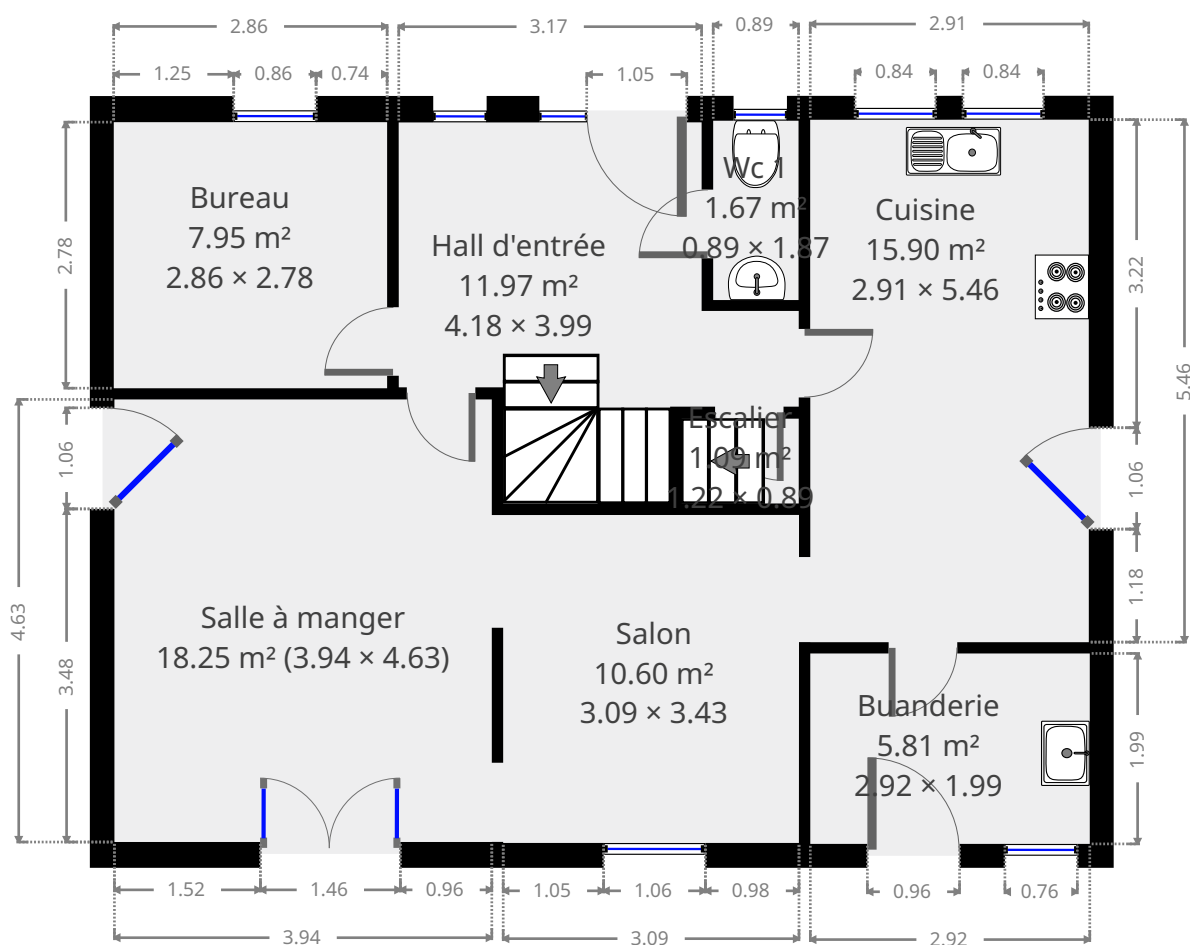 2.86
3.17
0.89
2.91
1.25
0.86
0.74
1.05
0.84
0.84
Wc 1
1.67 m²
0.89 × 1.87
Bureau
7.95 m²
2.86 × 2.78
Cuisine
15.90 m²
2.91 × 5.46
Hall d'entrée
11.97 m²
4.18 × 3.99
2.78
3.22
5.46
Escalier
1.09 m²
1.22 × 0.89
1.06
1.06
4.63
3.48
1.18
Salle à manger
18.25 m² (3.94 × 4.63)
Salon
10.60 m²
3.09 × 3.43
Buanderie
5.81 m²
2.92 × 1.99
1.99
1.52
1.46
0.96
1.05
1.06
0.98
0.96
0.76
3.94
3.09
2.92